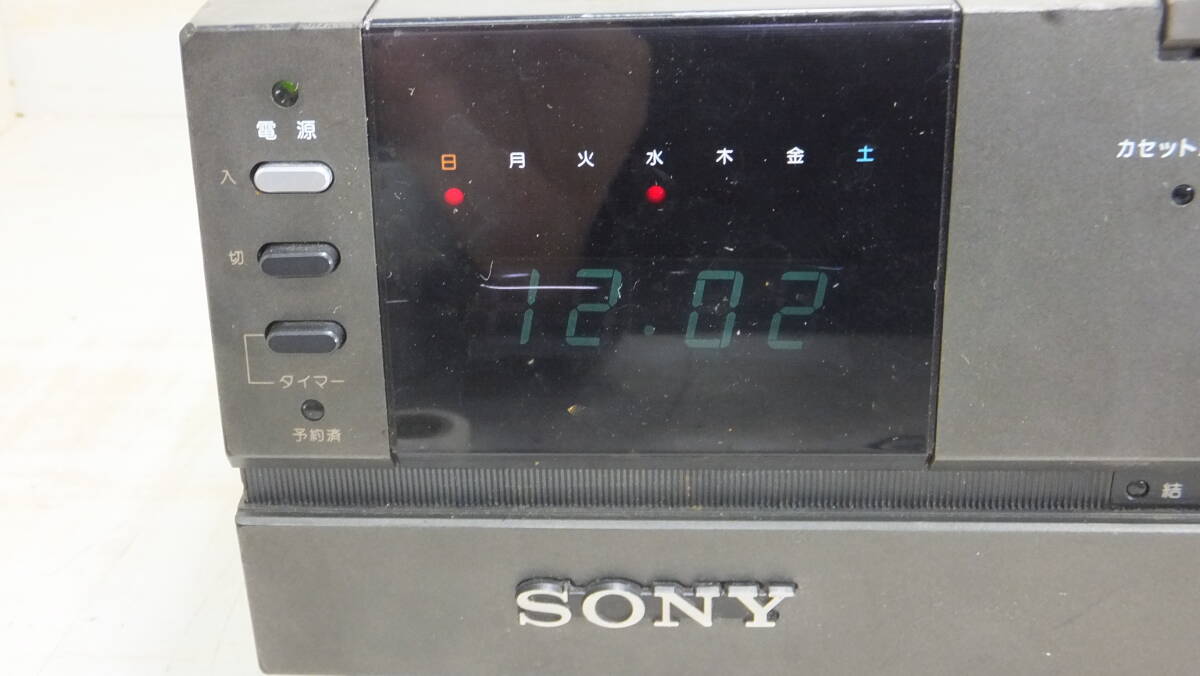 電源
入
切
タイマー
予約済
日 月 火 水 木 金 土
12.02
カセット
結
SONY